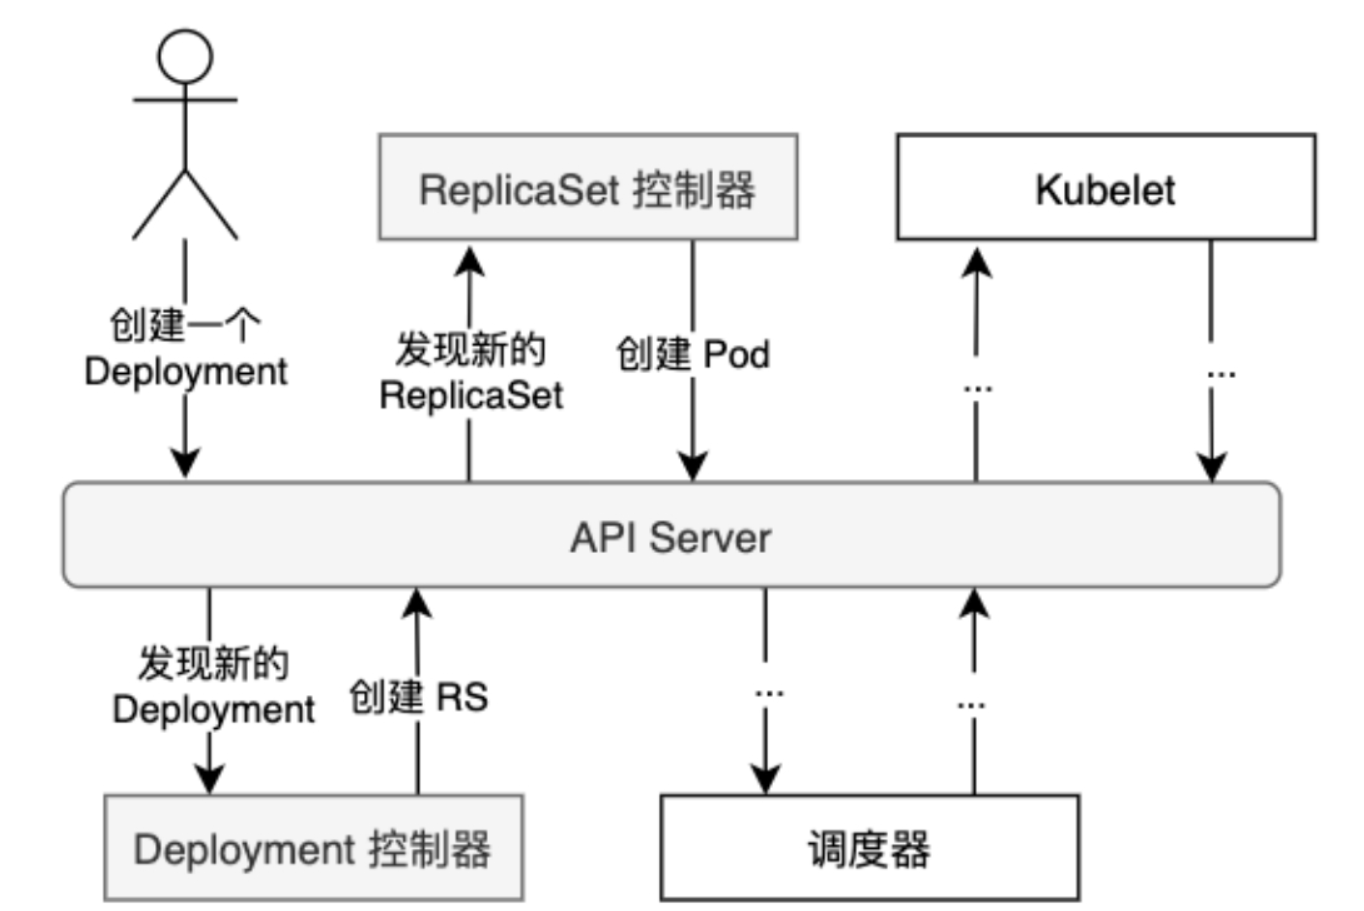 ReplicaSet 控制器
Kubelet
创建一个
Deployment
发现新的
ReplicaSet
创建 Pod
...
...
API Server
发现新的
Deployment
创建 RS
...
...
Deployment 控制器
调度器